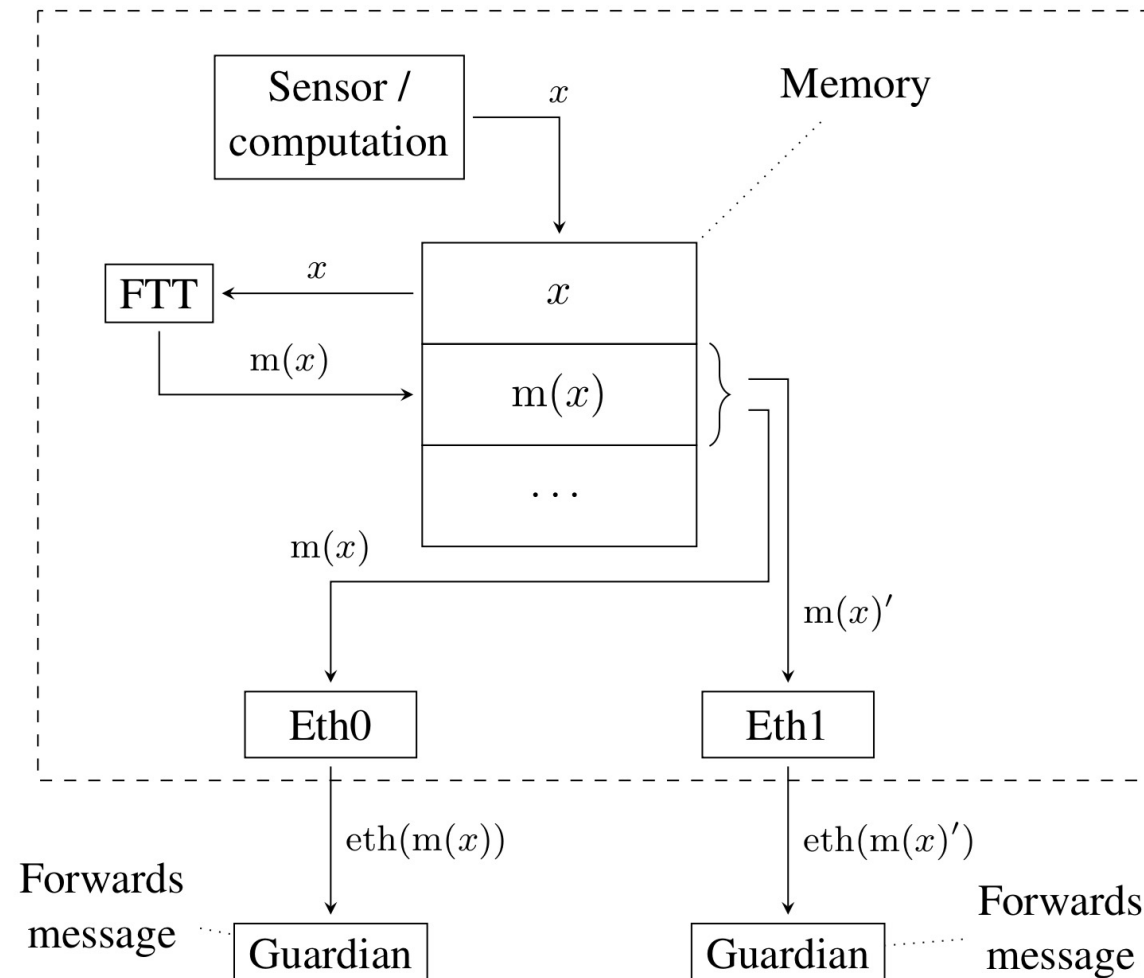 Sensor /
computation
x
Memory
FTT
x
x
m(x)
m(x)
...
m(x)
m(x)′
Eth0
Eth1
eth(m(x))
eth(m(x)′)
Forwards
message
Guardian
Guardian
Forwards
message